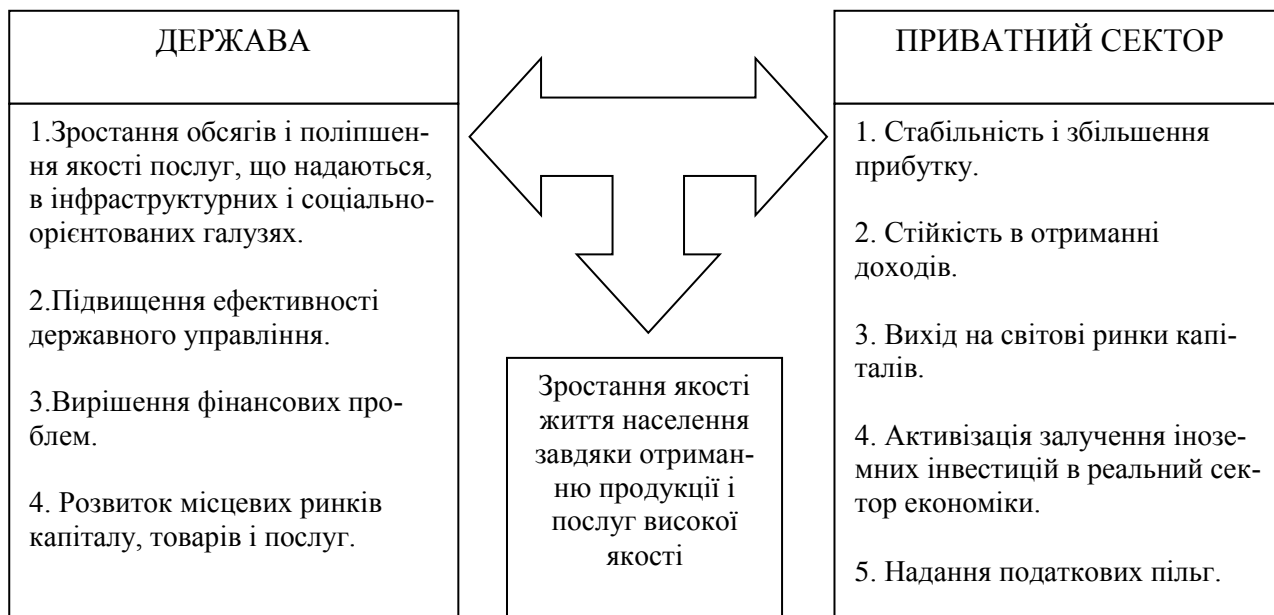 ДЕРЖАВА
1.Зростання обсягів і поліпшен-
ня якості послуг, що надаються,
в інфраструктурних і соціально-
орієнтованих галузях.
2.Підвищення ефективності
державного управління.
3.Вирішення фінансових про-
блем.
4. Розвиток місцевих ринків
капіталу, товарів і послуг.
Зростання якості
життя населення
завдяки отриман-
ню продукції і
послуг високої
якості
ПРИВАТНИЙ СЕКТОР
1. Стабільність і збільшення
прибутку.
2. Стійкість в отриманні
доходів.
3. Вихід на світові ринки капі-
талів.
4. Активізація залучення інозе-
мних інвестицій в реальний сек-
тор економіки.
5. Надання податкових пільг.